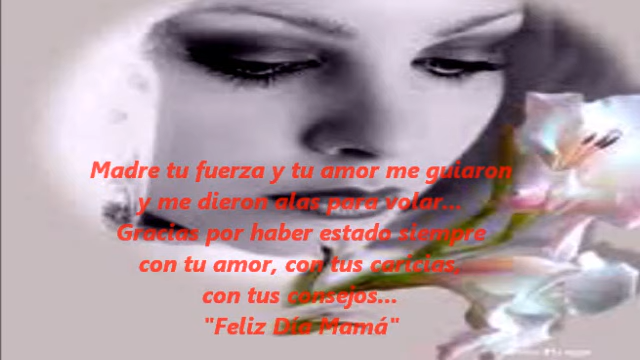 Madre tu fuerza y tu amor me guiaron
y me dieron alas para volar...
Gracias por haber estado siempre
con tu amor, con tus caricias,
con tus consejos...
"Feliz Día Mamá"